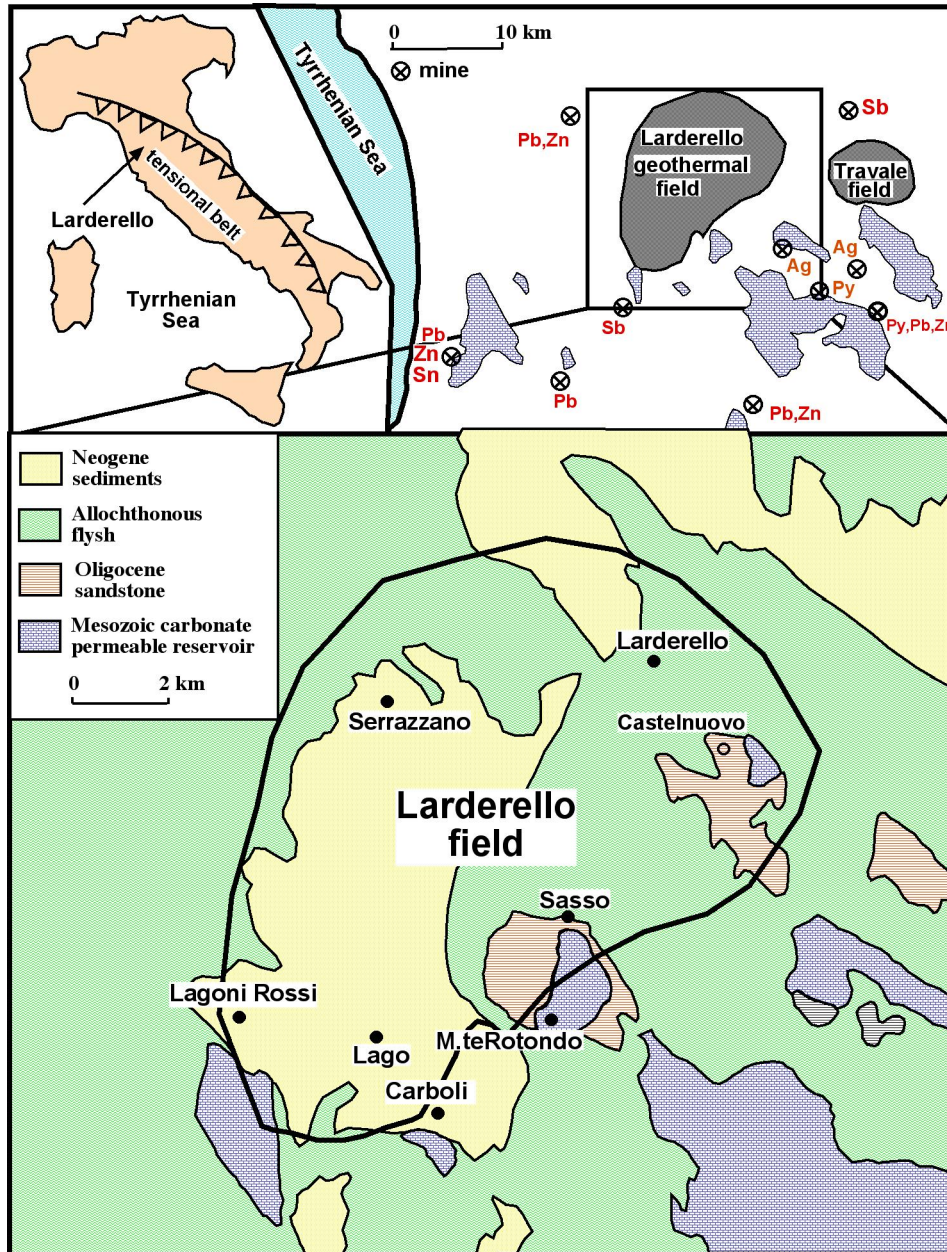 Larderello
tensional belt
Tyrrhenian
Sea
Tyrrhenian Sea
0 10 km
mine
Pb,Zn
Larderello
geothermal
field
Sb
Travale
field
Ag
Ag
Py
Py,Pb,Zn
Sb
Pb
Zn
Sn
Pb
Pb,Zn
Neogene
sediments
Allochthonous
flysh
Oligocene
sandstone
Mesozoic carbonate
permeable reservoir
0 2 km
Larderello
Serrazzano
Castelnuovo
Larderello
field
Sasso
Lagoni Rossi
Lago
M.teRotondo
Carboli